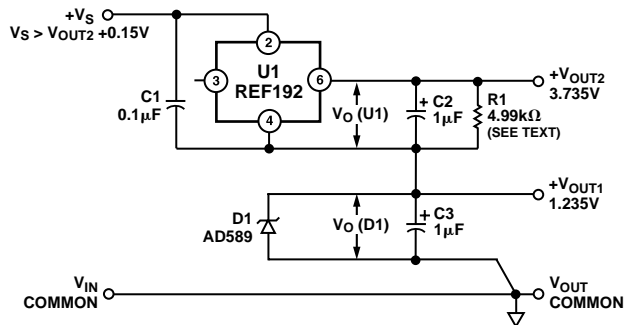 +VS
VS > VOUT2 +0.15V
2
U1
REF192
3
6
4
C1
0.1µF
VO (U1)
+ C2
1µF
R1
4.99kΩ
(SEE TEXT)
+VOUT2
3.735V
+VOUT1
1.235V
D1
AD589
VO (D1)
+ C3
1µF
VIN
COMMON
VOUT
COMMON